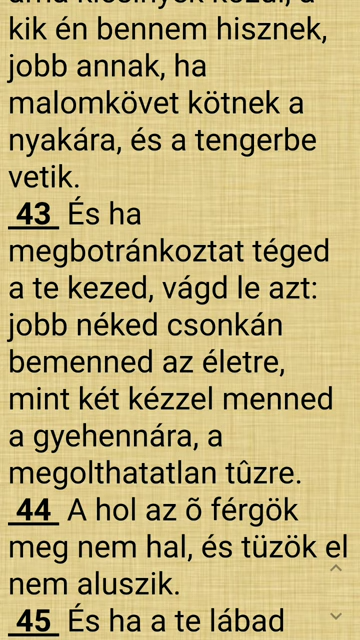 kik én bennem hisznek,
jobb annak, ha
malomkövet kötnek a
nyakára, és a tengerbe
vetik.
43 És ha
megbotránkoztat téged
a te kezed, vágd le azt:
jobb néked csonkán
bemenned az életre,
mint két kézzel menned
a gyehennára, a
megolthatatlan tûzre.
44 A hol az õ férgök
meg nem hal, és tüzök el
nem aluszik.
45 És ha a te lábad